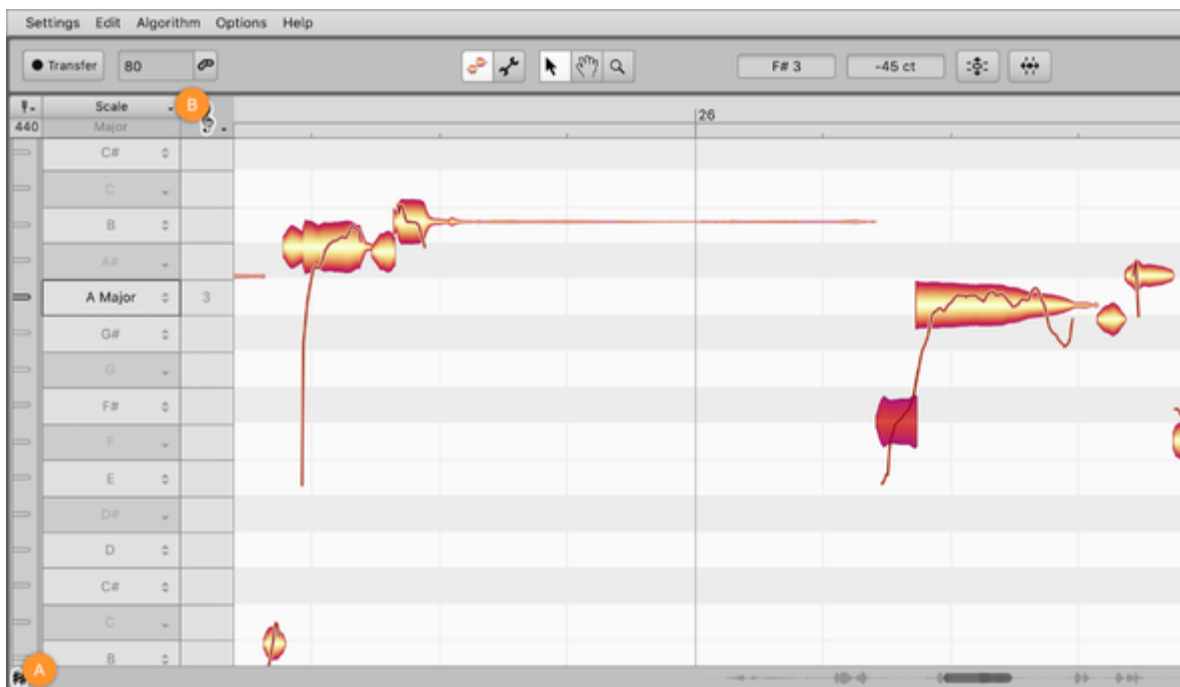 Settings Edit Algorithm Options Help
Transfer 80 F# 3 -45 ct
Scale B 26
440 Major
C#
C
B
A#
A Major 3
G#
G
F#
F
E
D#
D
C#
C
B
A